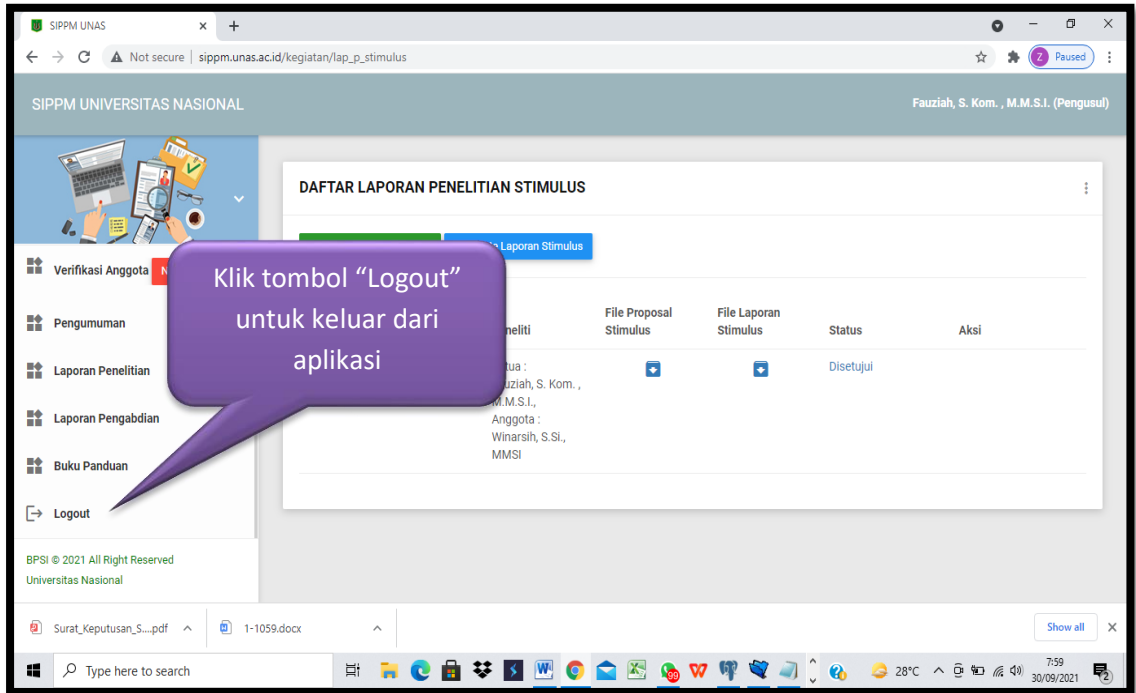 SIPPM UNAS
Not secure | sippm.unas.ac.id/kegiatan/lap_p_stimulus
Z Paused
SIPPM UNIVERSITAS NASIONAL
Fauziah, S. Kom. , M.M.S.I. (Pengusul)
DAFTAR LAPORAN PENELITIAN STIMULUS
Laporan Stimulus
Verifikasi Anggota
Pengumuman
Laporan Penelitian
Laporan Pengabdian
Buku Panduan
Logout
Klik tombol “Logout”
untuk keluar dari
aplikasi
File Proposal
Stimulus
File Laporan
Stimulus
Status
Aksi
Disetujui
S. Kom. ,
M.M.S.I.,
Anggota :
Winarsih, S.Si.,
MMSI
BPSI © 2021 All Right Reserved
Universitas Nasional
Surat_Keputusan_S....pdf
1-1059.docx
Show all
Type here to search
99
28°C
7:59
30/09/2021
2